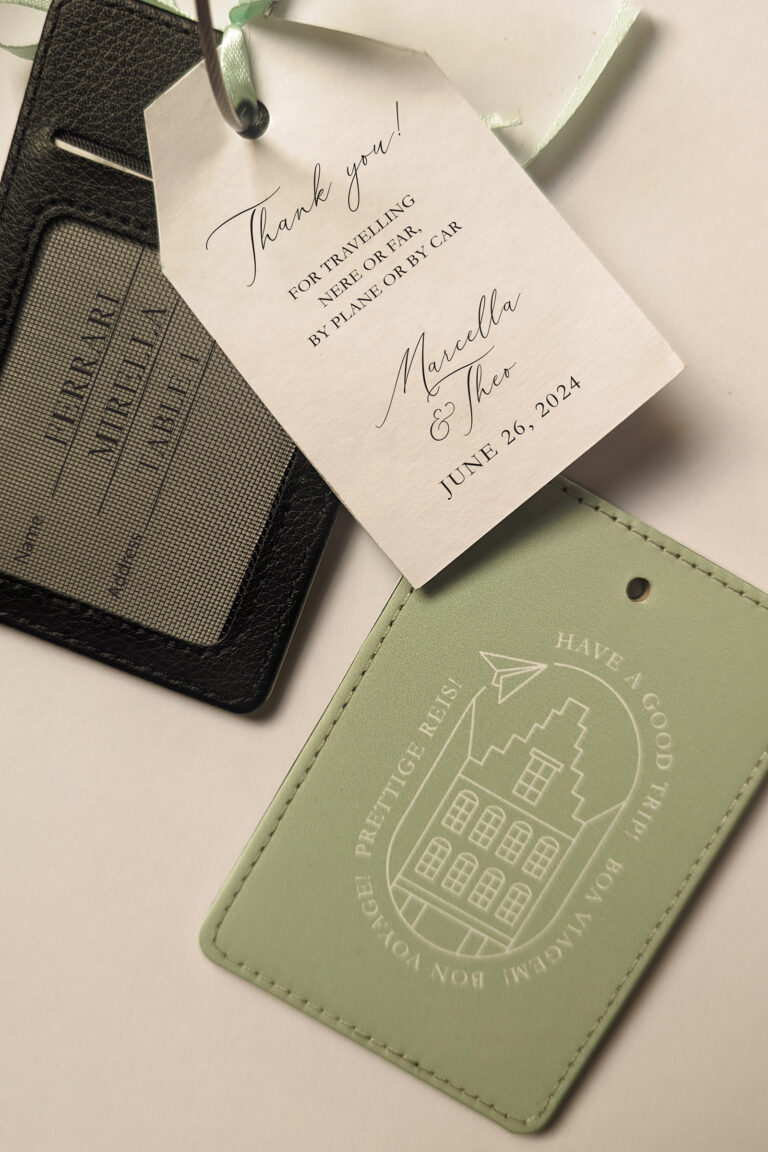 Thank you!
FOR TRAVELLING
NERE OR FAR,
BY PLANE OR BY CAR
Marcella
& Theo
JUNE 26, 2024
FERRARI
MIRELLA
TABLE 1
Name
Address
HAVE A GOOD TRIP!
BOA VIAGEM!
BON VOYAGE!
PRETTIGE REIS!